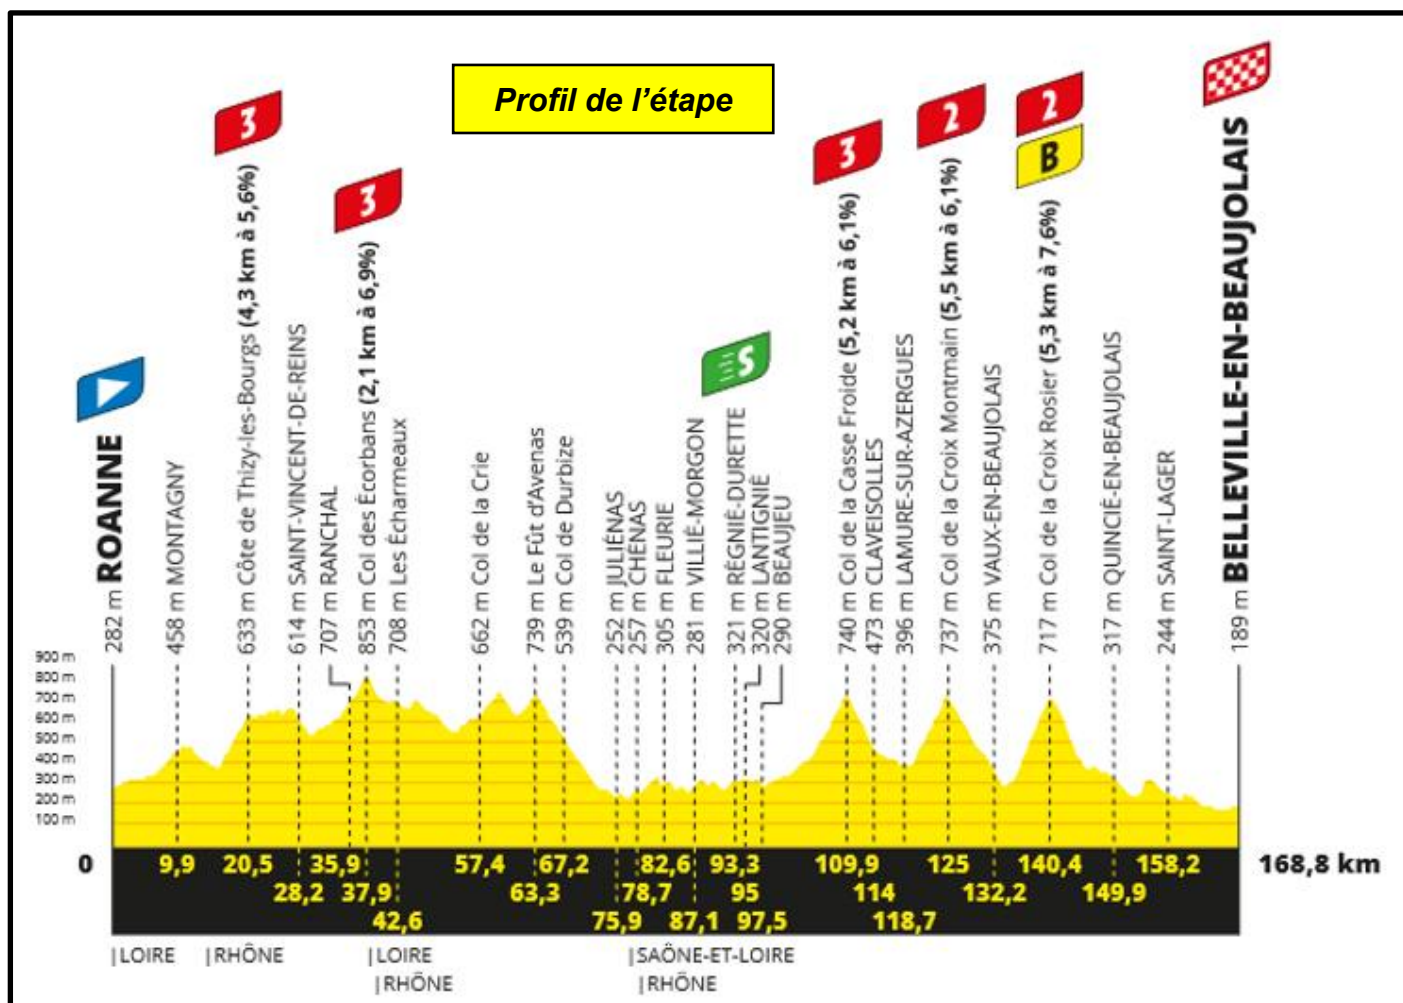 Profil de l'étape
3
3
S
3
2
2
B
282 m ROANNE
458 m MONTAGNY
633 m Côte de Thizy-les-Bourgs (4,3 km à 5,6%)
614 m SAINT-VINCENT-DE-REINS
707 m RANCHAL
853 m Col des Écorbans (2,1 km à 6,9%)
708 m Les Écharmeaux
662 m Col de la Crie
739 m Le Fût d'Avenas
539 m Col de Durbize
252 m JULIÉNAS
257 m CHÉNAS
305 m FLEURIE
281 m VILLIÉ-MORGON
321 m RÉGNIÉ-DURETTE
320 m LANTIGNIÉ
290 m BEAUJEU
740 m Col de la Casse Froide (5,2 km à 6,1%)
473 m CLAVEISOLLES
396 m LAMURE-SUR-AZERGUES
737 m Col de la Croix Montmain (5,5 km à 6,1%)
375 m VAUX-EN-BEAUJOLAIS
717 m Col de la Croix Rosier (5,3 km à 7,6%)
317 m QUINCIÉ-EN-BEAUJOLAIS
244 m SAINT-LAGER
189 m BELLEVILLE-EN-BEAUJOLAIS
900 m
800 m
700 m
600 m
500 m
400 m
300 m
200 m
100 m
0 9,9 20,5 35,9 57,4 67,2 82,6 93,3 109,9 125 140,4 158,2 168,8 km
28,2 37,9 63,3 78,7 95 114 132,2 149,9
42,6 75,9 87,1 97,5 118,7
|LOIRE |RHÔNE |LOIRE |SAÔNE-ET-LOIRE
|RHÔNE |RHÔNE